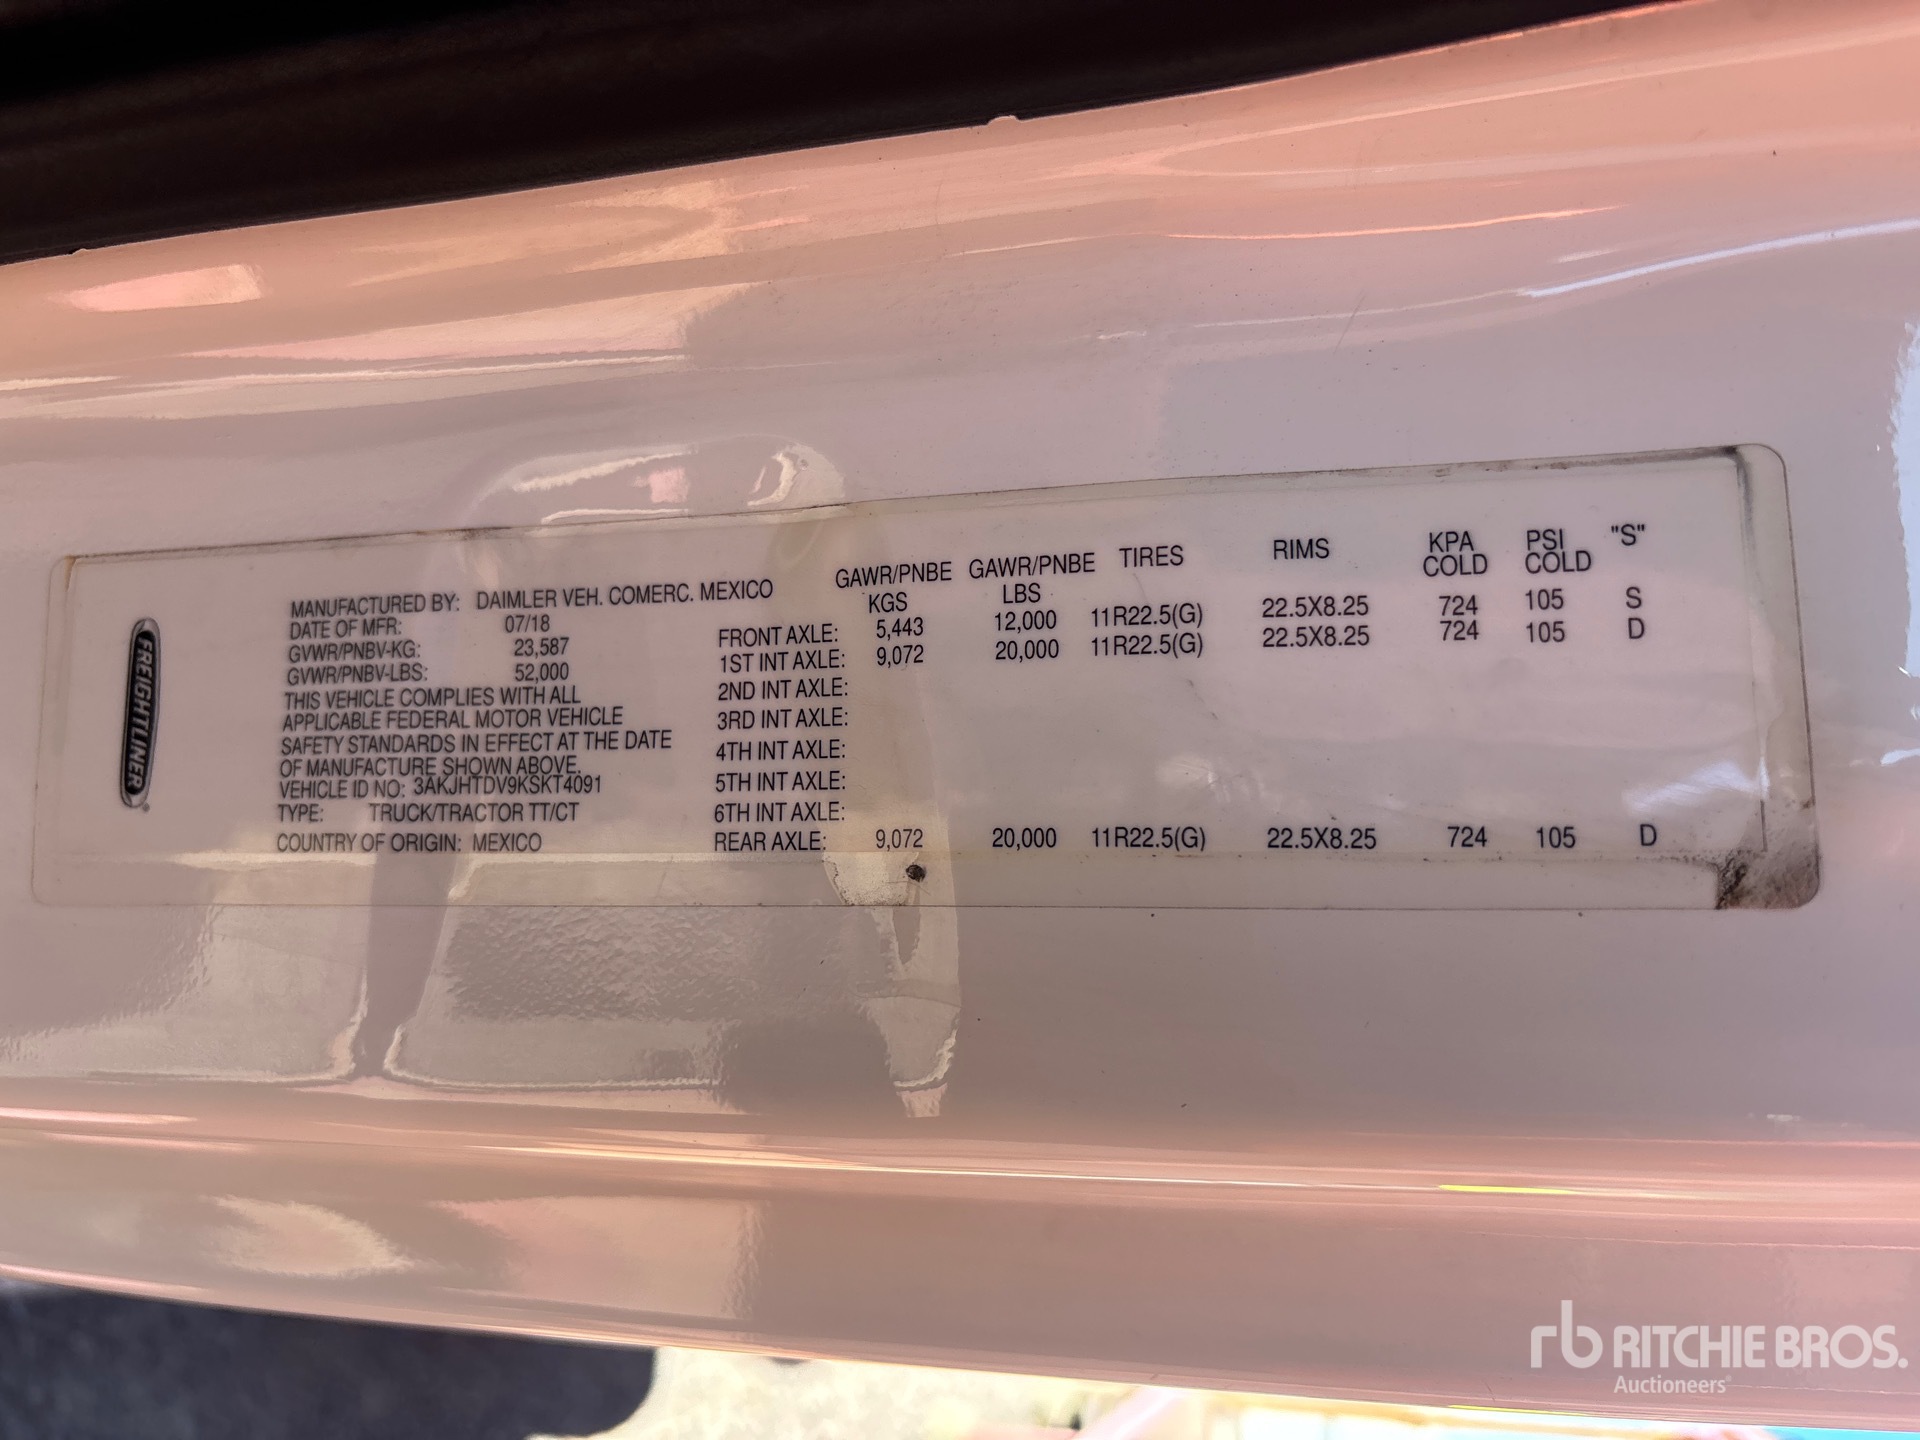 FREIGHTLINER
MANUFACTURED BY: DAIMLER VEH. COMERC. MEXICO
DATE OF MFR: 07/18
GVWR/PNBV-KG: 23,587
GVWR/PNBV-LBS: 52,000
THIS VEHICLE COMPLIES WITH ALL
APPLICABLE FEDERAL MOTOR VEHICLE
SAFETY STANDARDS IN EFFECT AT THE DATE
OF MANUFACTURE SHOWN ABOVE.
VEHICLE ID NO: 3AKJHTDV9KSKT4091
TYPE: TRUCK/TRACTOR TT/CT
COUNTRY OF ORIGIN: MEXICO
GAWR/PNBE GAWR/PNBE TIRES RIMS KPA PSI "S"
KGS LBS COLD COLD
FRONT AXLE: 5,443 12,000 11R22.5(G) 22.5X8.25 724 105 S
1ST INT AXLE: 9,072 20,000 11R22.5(G) 22.5X8.25 724 105 D
2ND INT AXLE:
3RD INT AXLE:
4TH INT AXLE:
5TH INT AXLE:
6TH INT AXLE:
REAR AXLE: 9,072 20,000 11R22.5(G) 22.5X8.25 724 105 D
rb RITCHIE BROS.
Auctioneers